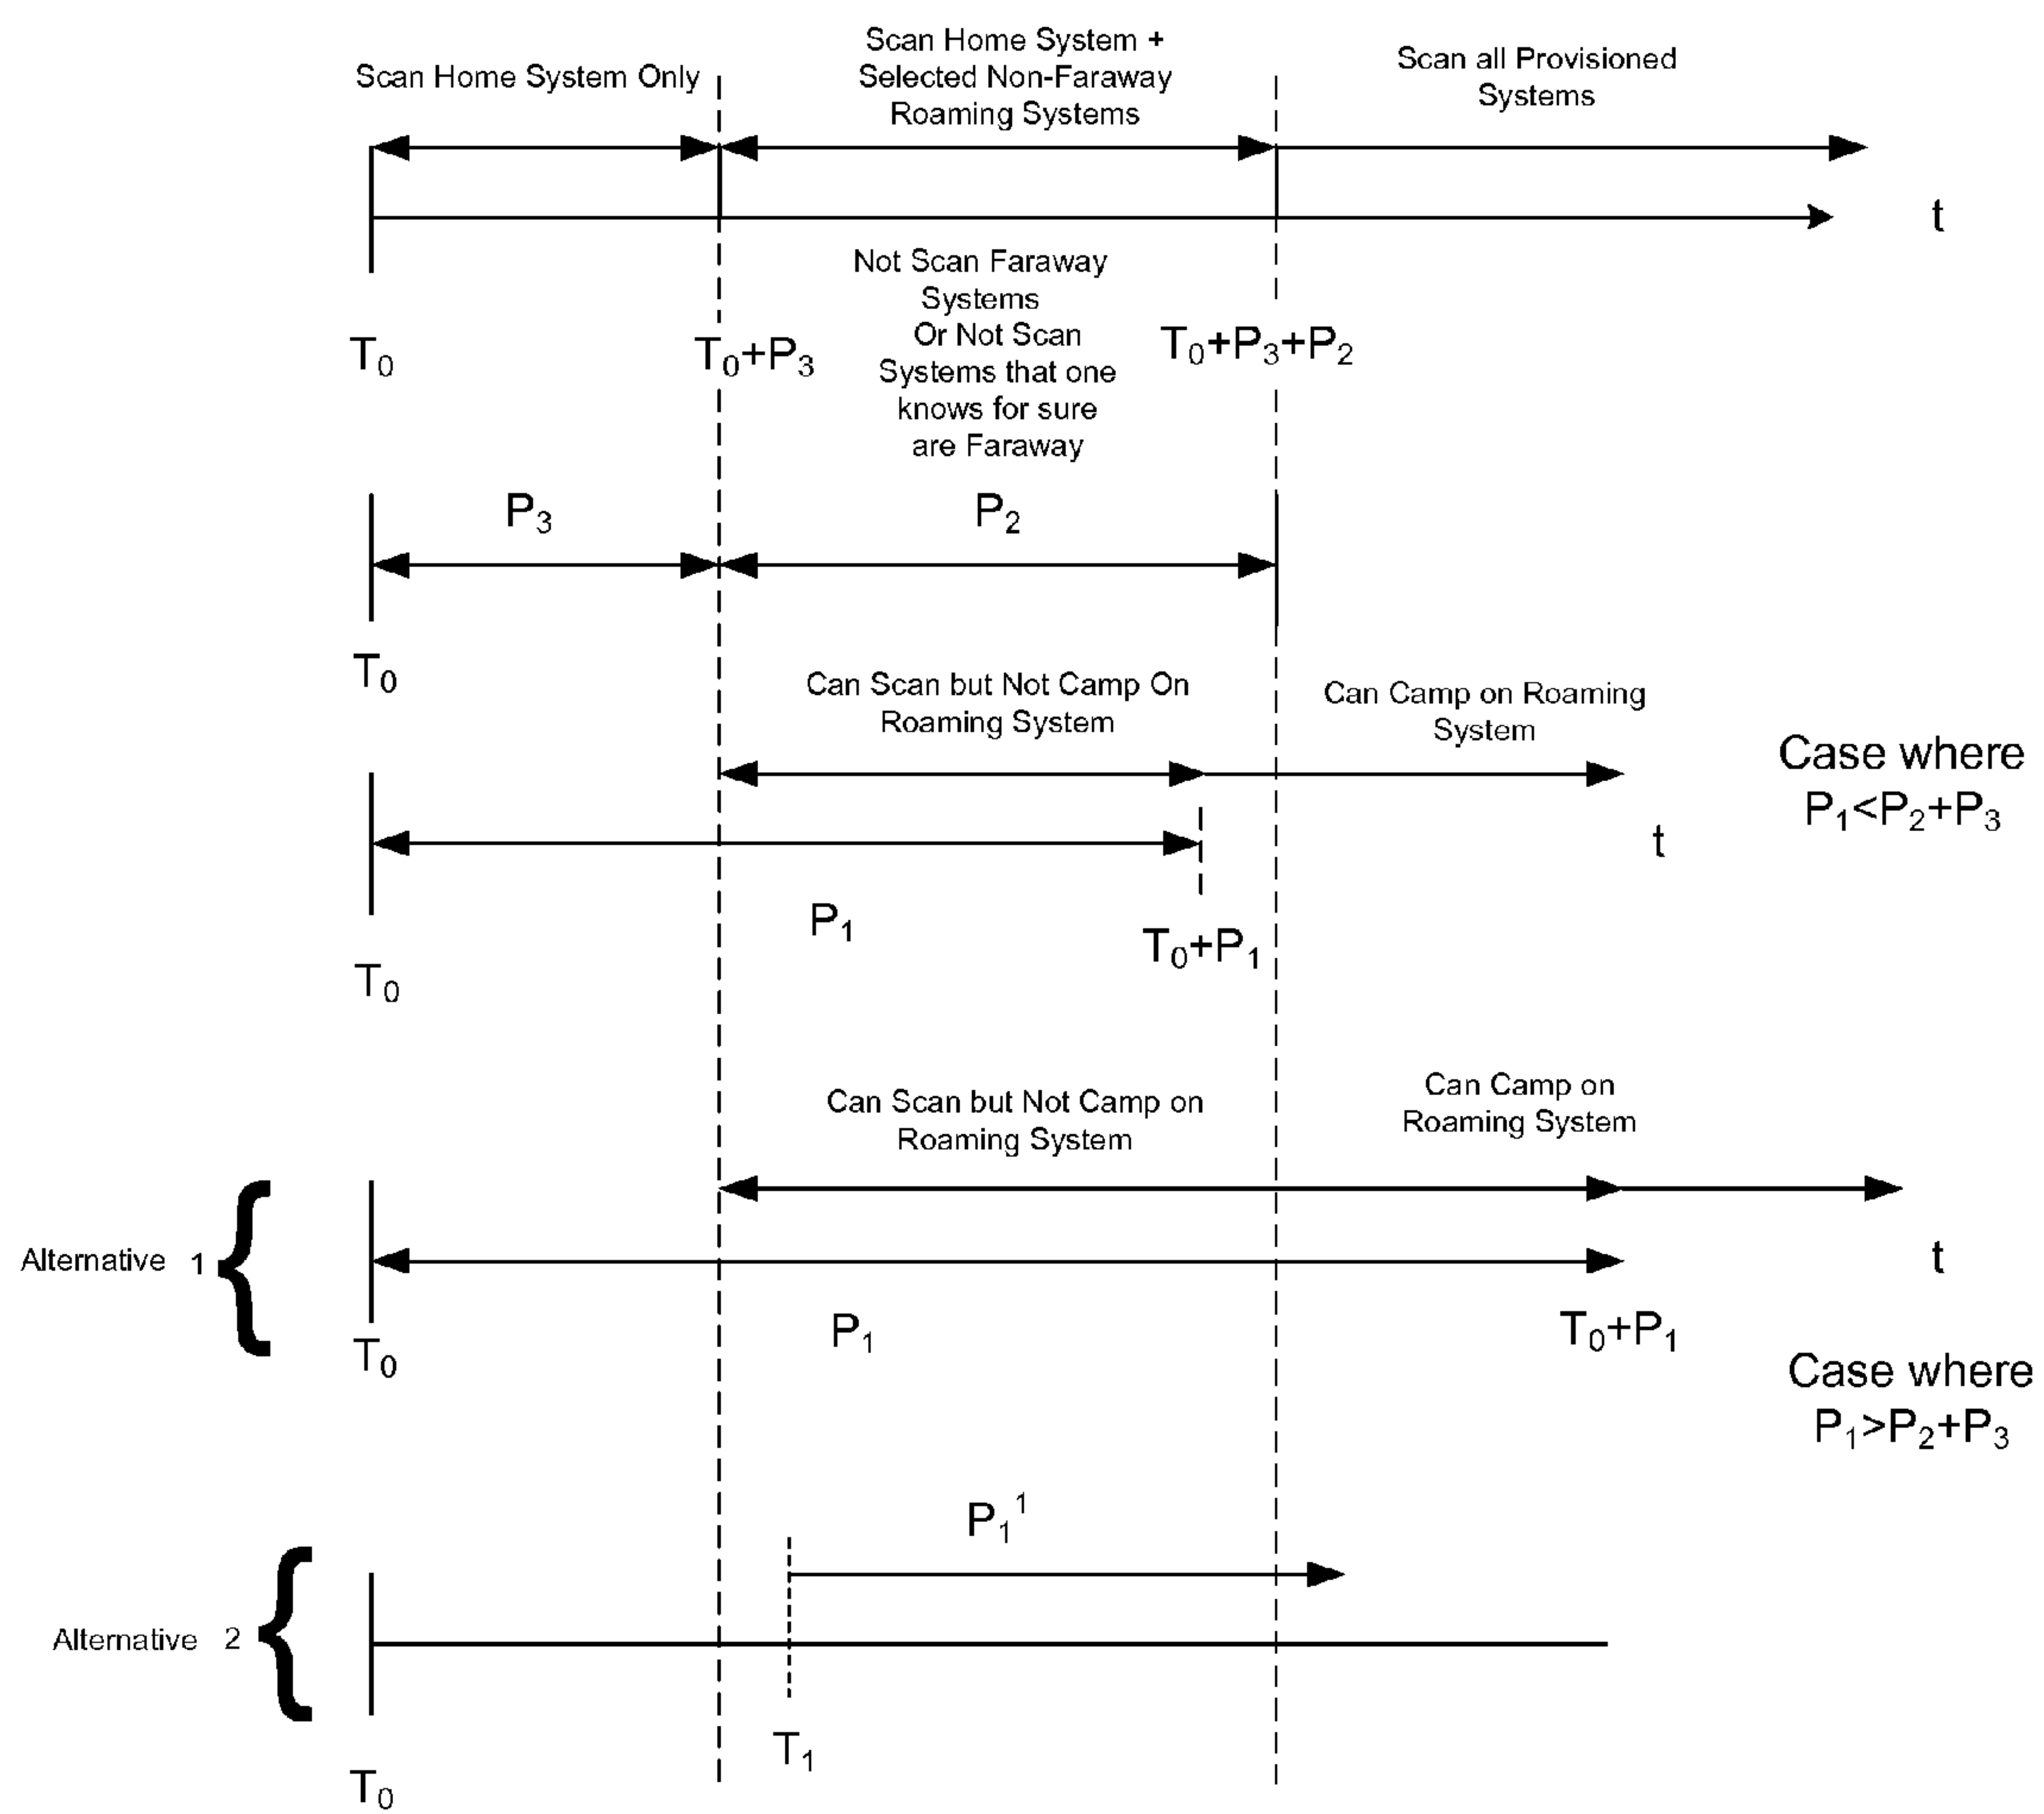 Scan Home System Only
Scan Home System +
Selected Non-Faraway
Roaming Systems
Scan all Provisioned
Systems
t
Not Scan Faraway
Systems
Or Not Scan
Systems that one
knows for sure
are Faraway
T₀
T₀+P₃
T₀+P₃+P₂
P₃
P₂
T₀
Can Scan but Not Camp On
Roaming System
Can Camp on Roaming
System
Case where
P₁<P₂+P₃
t
P₁
T₀+P₁
T₀
Can Scan but Not Camp on
Roaming System
Can Camp on
Roaming System
Alternative 1
t
T₀
P₁
T₀+P₁
Case where
P₁>P₂+P₃
P₁¹
Alternative 2
T₁
T₀